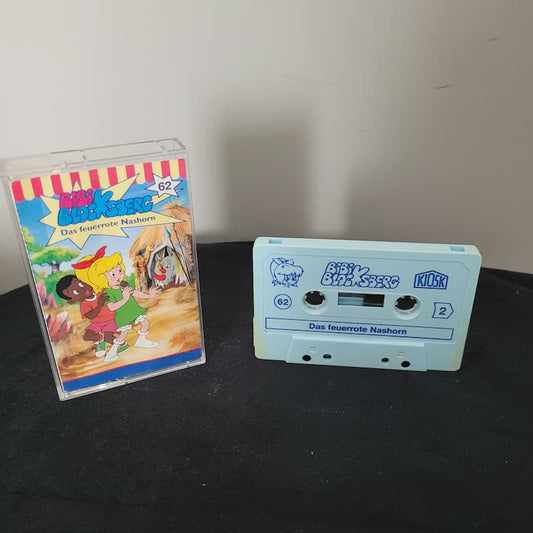 62
BiBi
BLOCKSBERG
Das feuerrote Nashorn
BiBi
BLOCKSBERG
KIOSK
62
2
Das feuerrote Nashorn